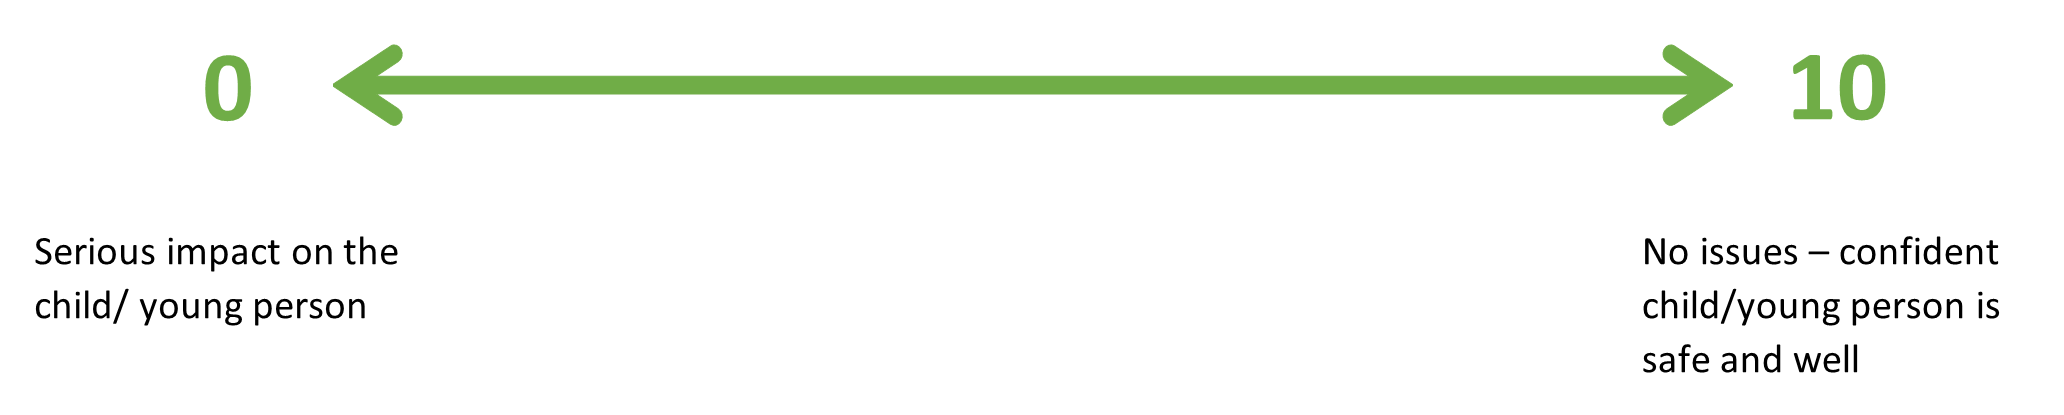 0
10
Serious impact on the
child/ young person
No issues – confident
child/young person is
safe and well